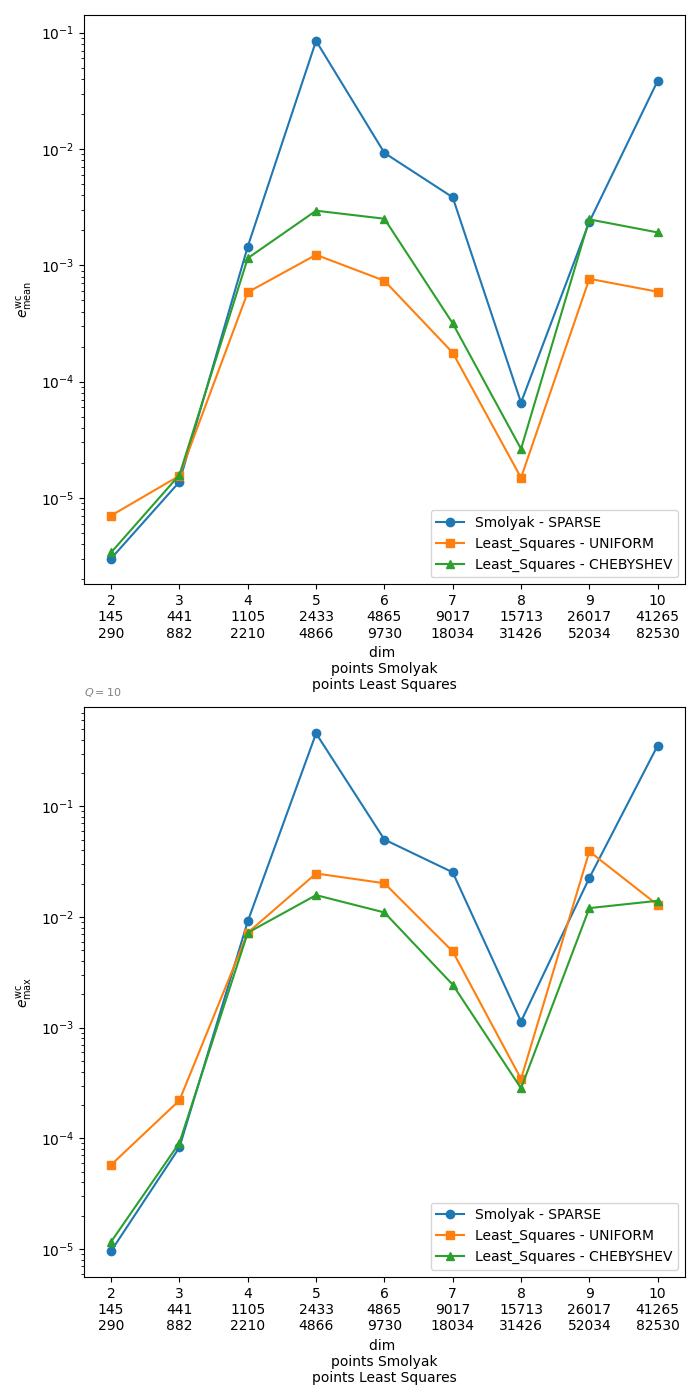 10⁻¹
10⁻²
10⁻³
10⁻⁴
10⁻⁵
e^wc_mean
Smolyak - SPARSE
Least_Squares - UNIFORM
Least_Squares - CHEBYSHEV
2 3 4 5 6 7 8 9 10
145 441 1105 2433 4865 9017 15713 26017 41265
290 882 2210 4866 9730 18034 31426 52034 82530
dim
points Smolyak
points Least Squares
Q = 10
10⁻¹
10⁻²
10⁻³
10⁻⁴
10⁻⁵
e^wc_max
Smolyak - SPARSE
Least_Squares - UNIFORM
Least_Squares - CHEBYSHEV
2 3 4 5 6 7 8 9 10
145 441 1105 2433 4865 9017 15713 26017 41265
290 882 2210 4866 9730 18034 31426 52034 82530
dim
points Smolyak
points Least Squares